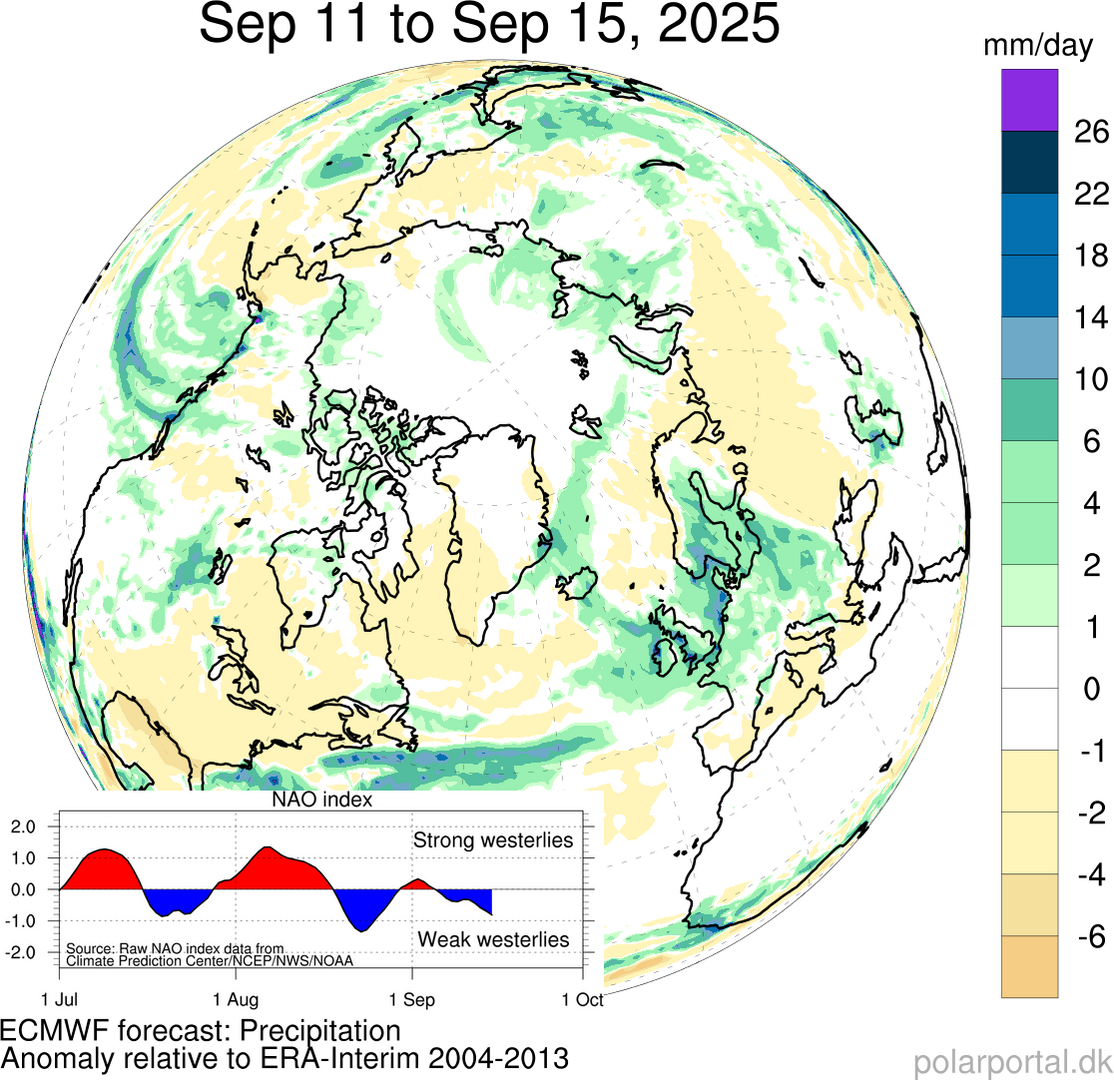 Sep 11 to Sep 15, 2025
mm/day
26
22
18
14
10
6
4
2
1
0
-1
-2
-4
-6
NAO index
2.0
1.0
0.0
-1.0
-2.0
Strong westerlies
Weak westerlies
Source: Raw NAO index data from
Climate Prediction Center/NCEP/NWS/NOAA
1 Jul 1 Aug 1 Sep 1 Oct
ECMWF forecast: Precipitation
Anomaly relative to ERA-Interim 2004-2013
polarportal.dk